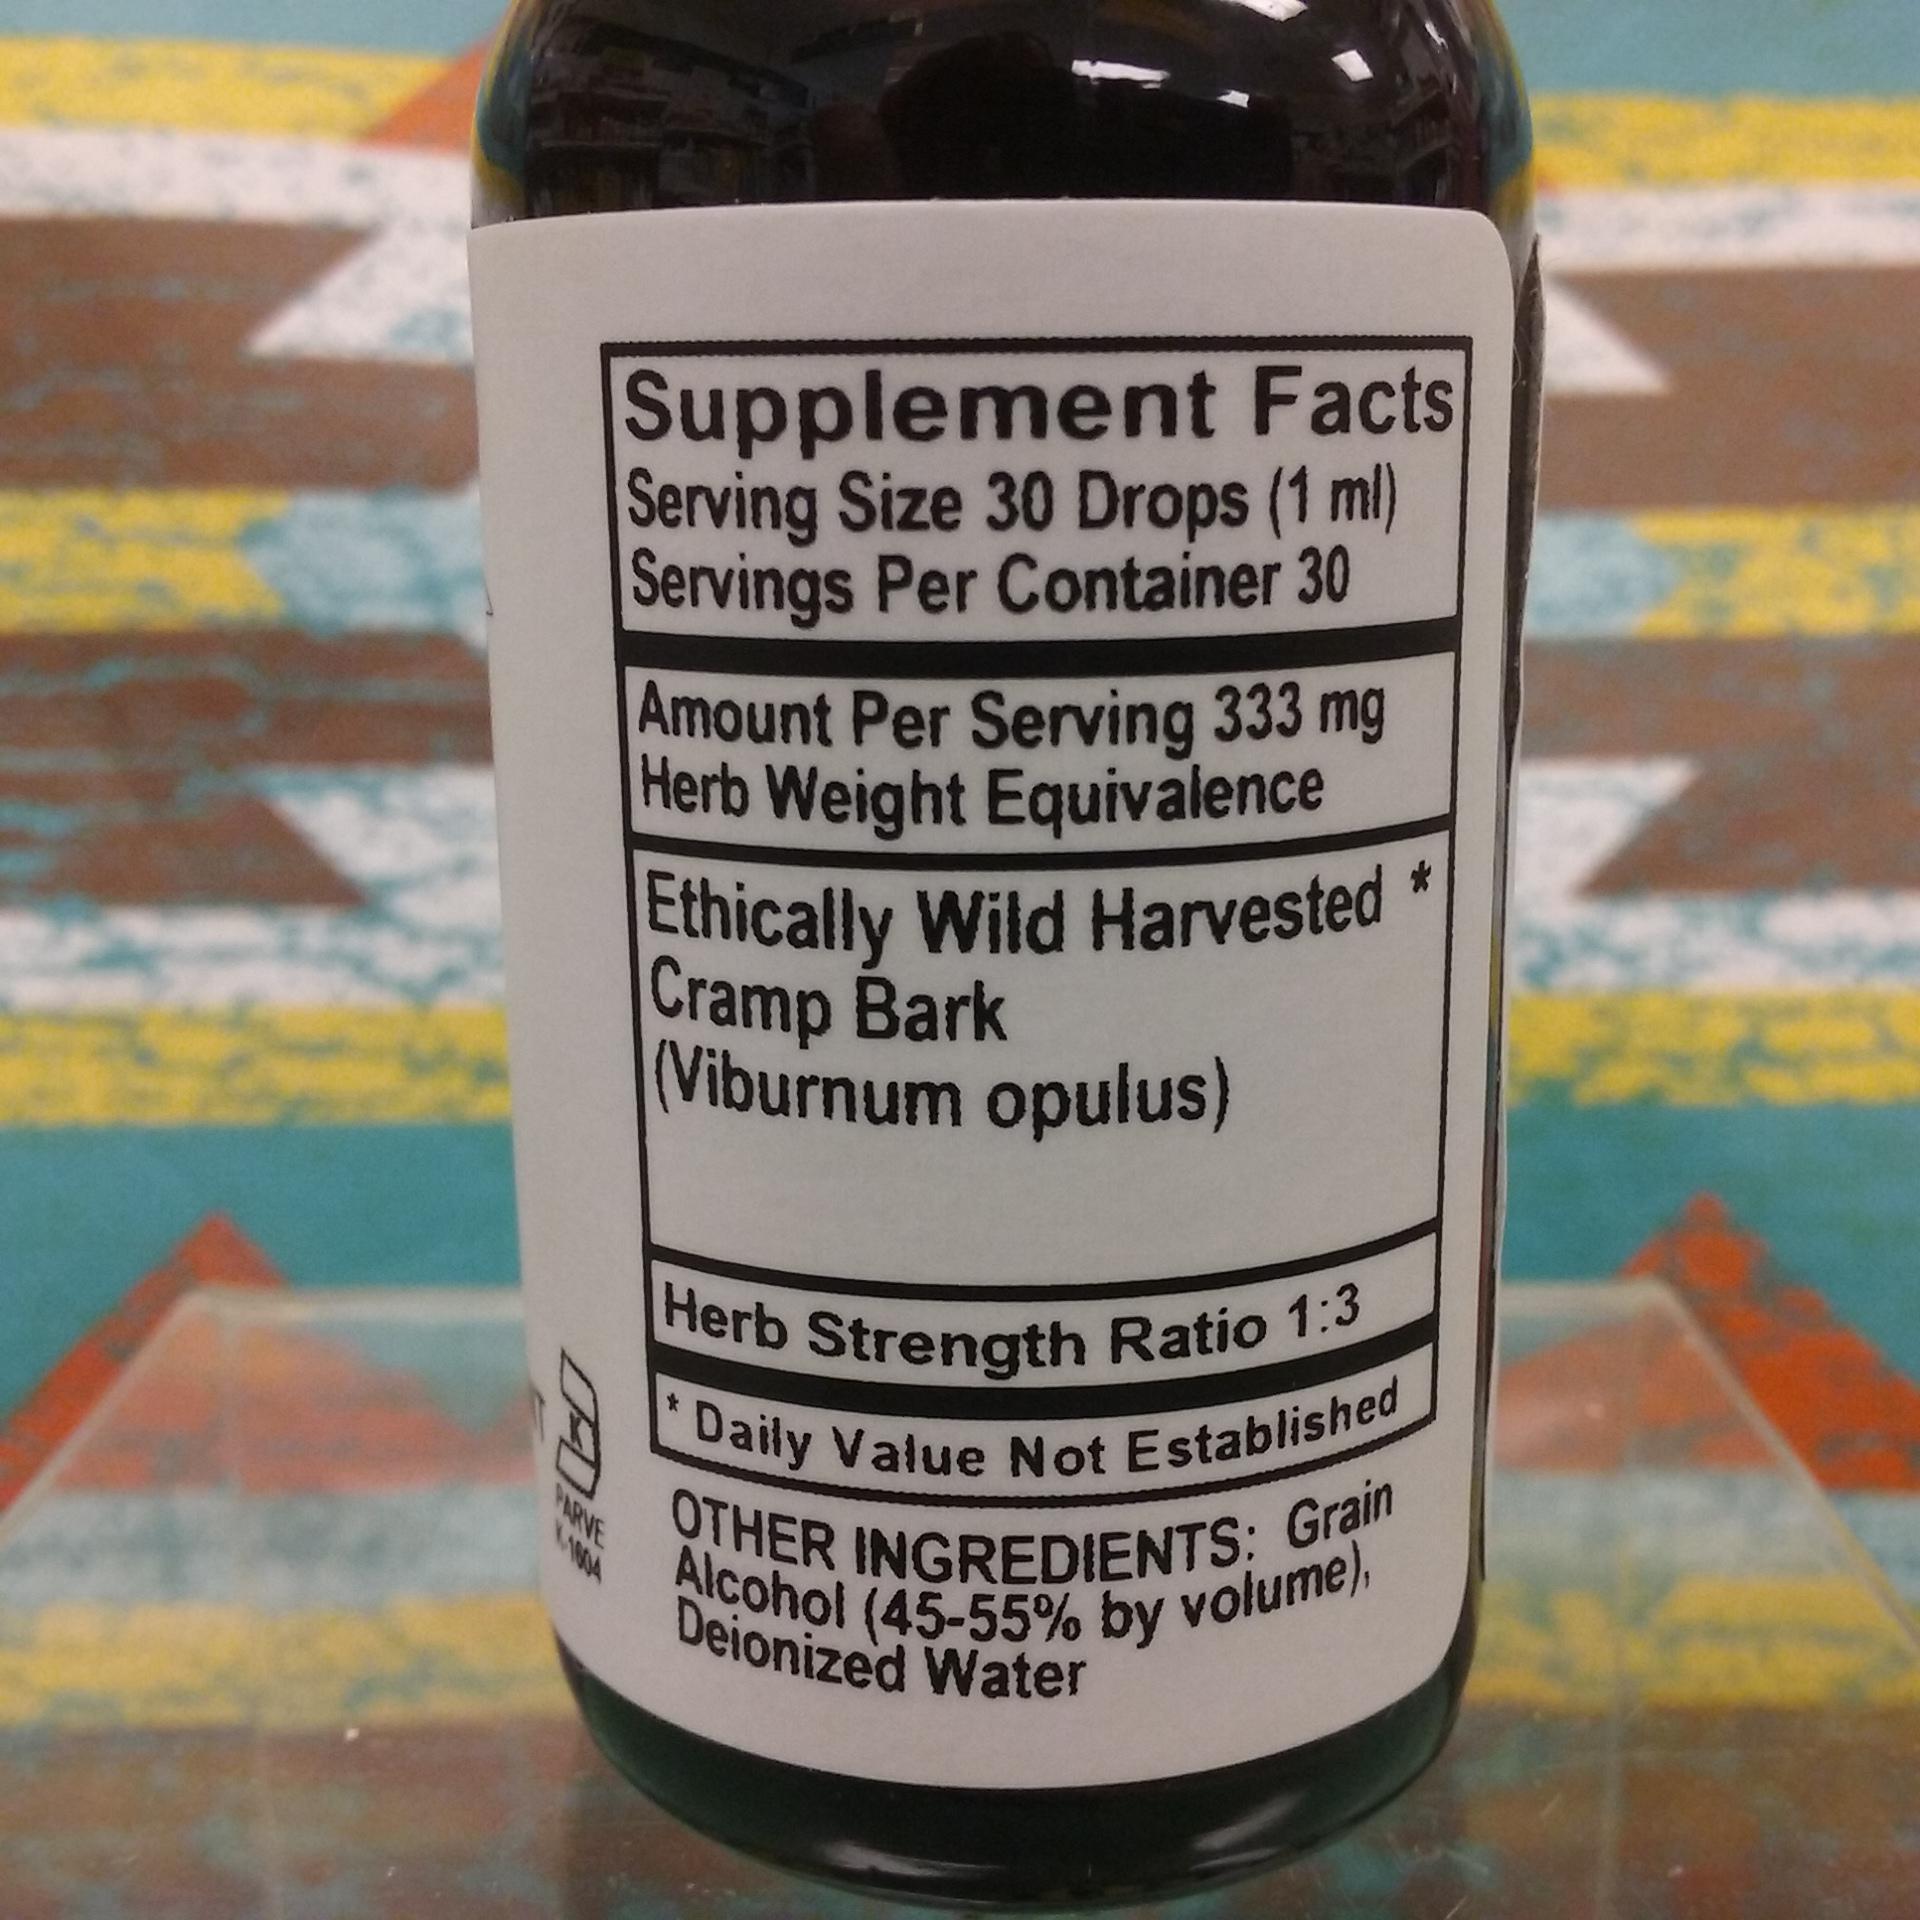 Supplement Facts
Serving Size 30 Drops (1 ml)
Servings Per Container 30
Amount Per Serving 333 mg
Herb Weight Equivalence
Ethically Wild Harvested *
Cramp Bark
(Viburnum opulus)
Herb Strength Ratio 1:3
* Daily Value Not Established
OTHER INGREDIENTS: Grain
Alcohol (45-55% by volume),
Deionized Water
K
PARVE
K-1604